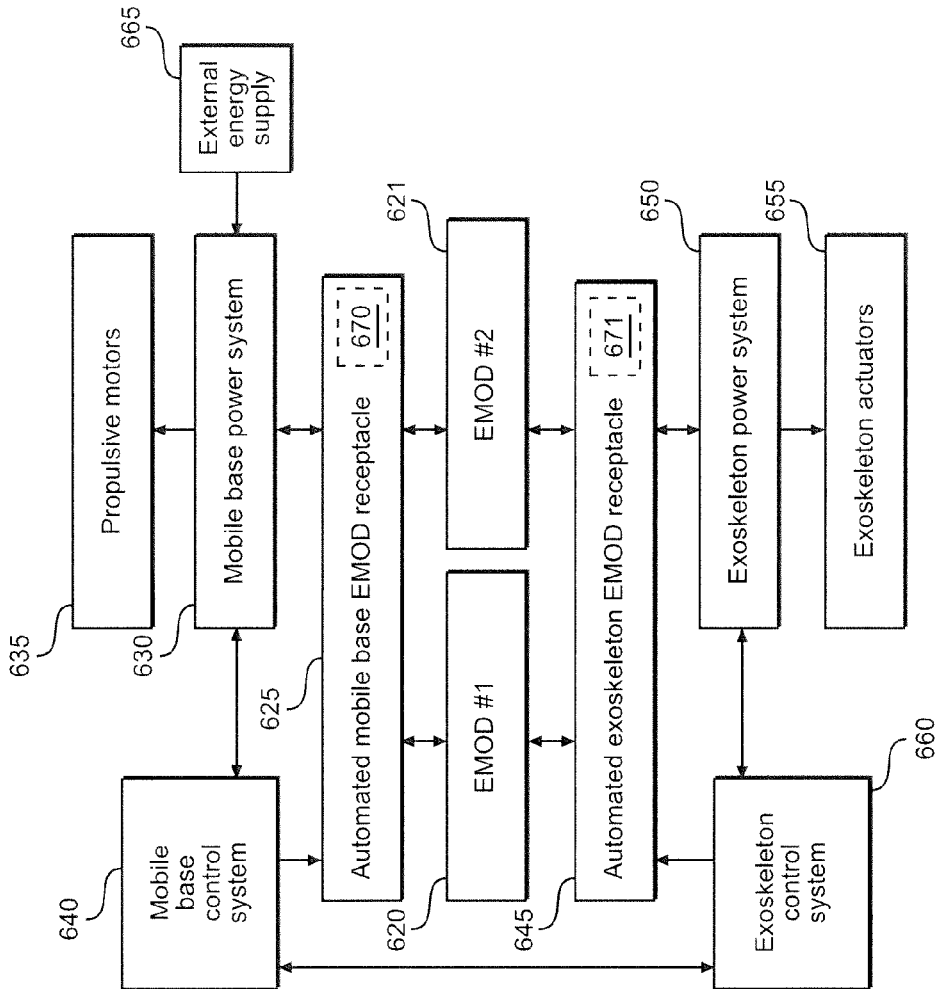 635
Propulsive motors
665
External
energy
supply
630
Mobile base power system
640
Mobile
base
control
system
625
Automated mobile base EMOD receptacle
670
620
EMOD #1
621
EMOD #2
645
Automated exoskeleton EMOD receptacle
671
650
Exoskeleton power system
655
Exoskeleton actuators
660
Exoskeleton
control
system